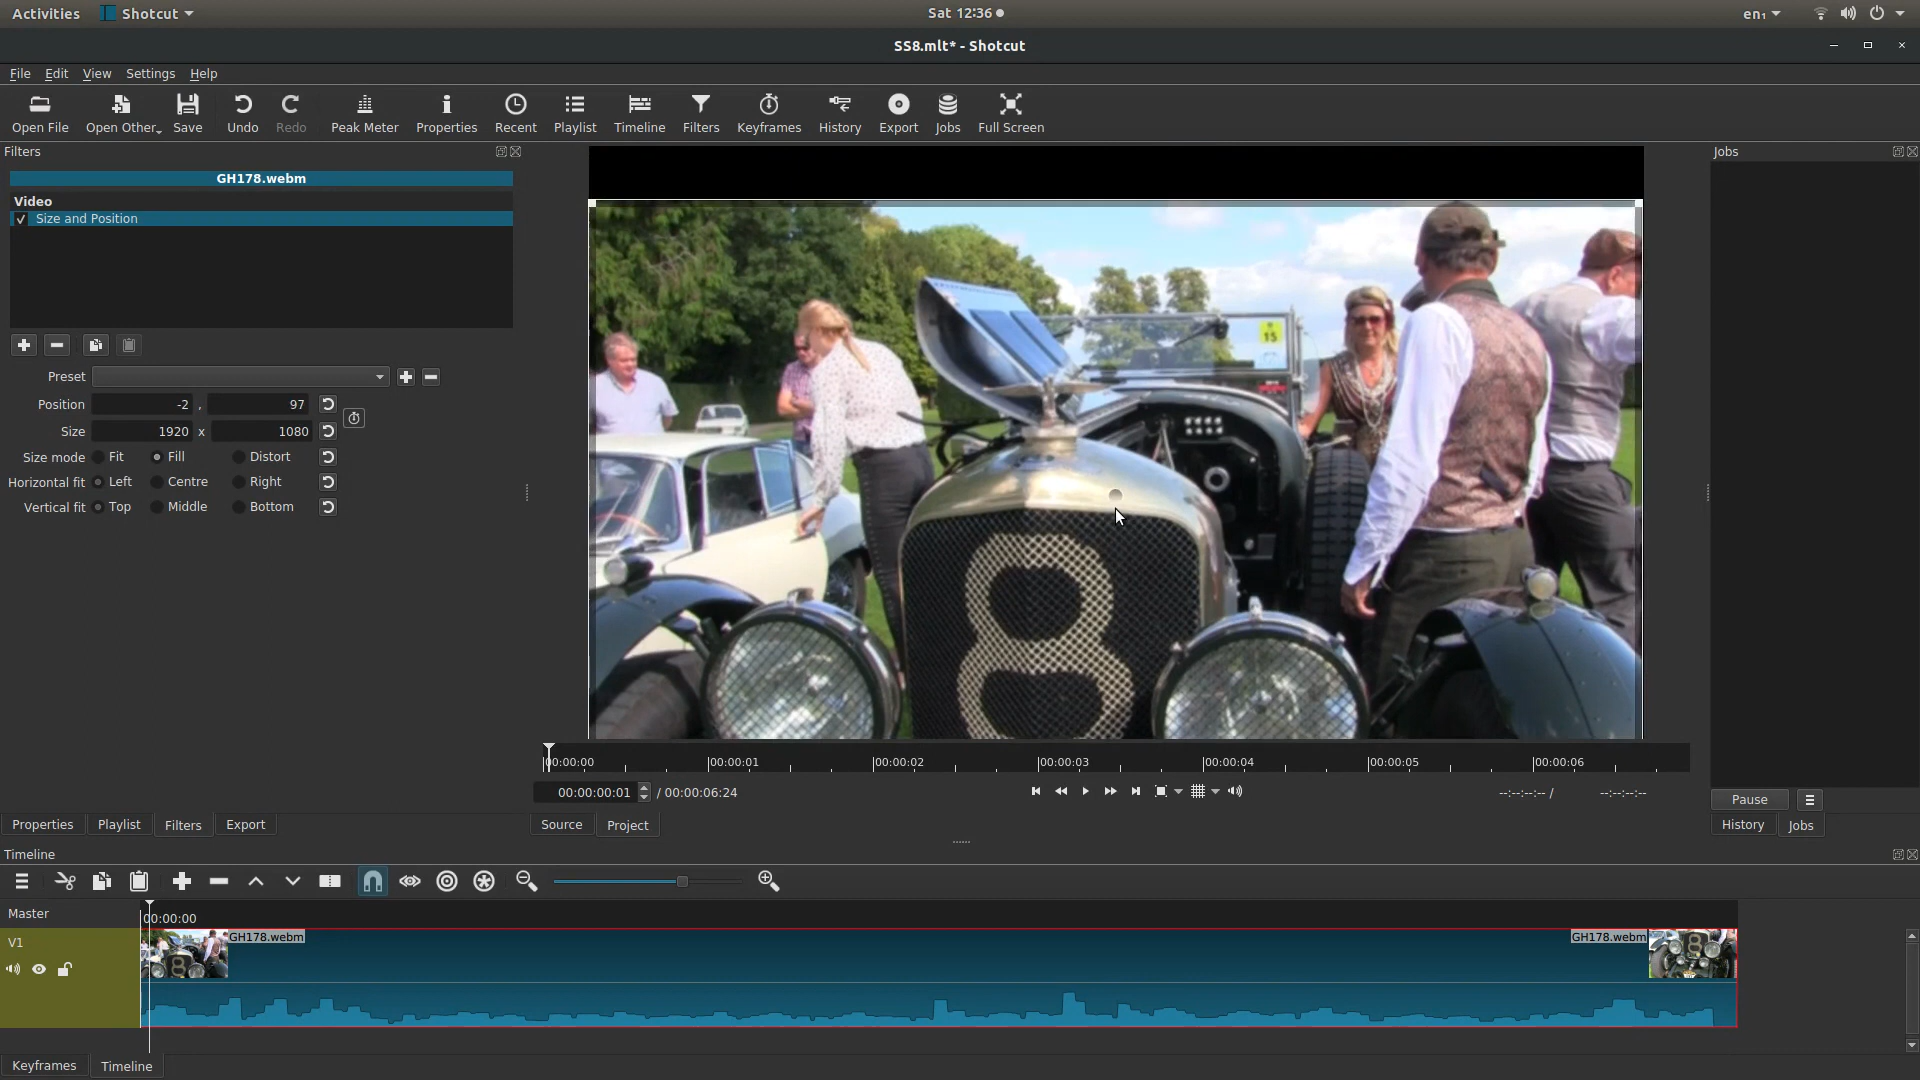 Activities Shotcut Sat 12:36 en₁
SS8.mlt* - Shotcut
File Edit View Settings Help
Open File Open Other Save Undo Redo Peak Meter Properties Recent Playlist Timeline Filters Keyframes History Export Jobs Full Screen
Filters Jobs
GH178.webm
Video
Size and Position
Preset
Position -2 , 97
Size 1920 x 1080
Size mode Fit Fill Distort
Horizontal fit Left Centre Right
Vertical fit Top Middle Bottom
15
8
00:00:00 00:00:01 00:00:02 00:00:03 00:00:04 00:00:05 00:00:06
00:00:00:01 / 00:00:06:24 --:--:--:-- / --:--:--:--
Pause
Properties Playlist Filters Export Source Project History Jobs
Timeline
Master 00:00:00
V1 GH178.webm GH178.webm
Keyframes Timeline